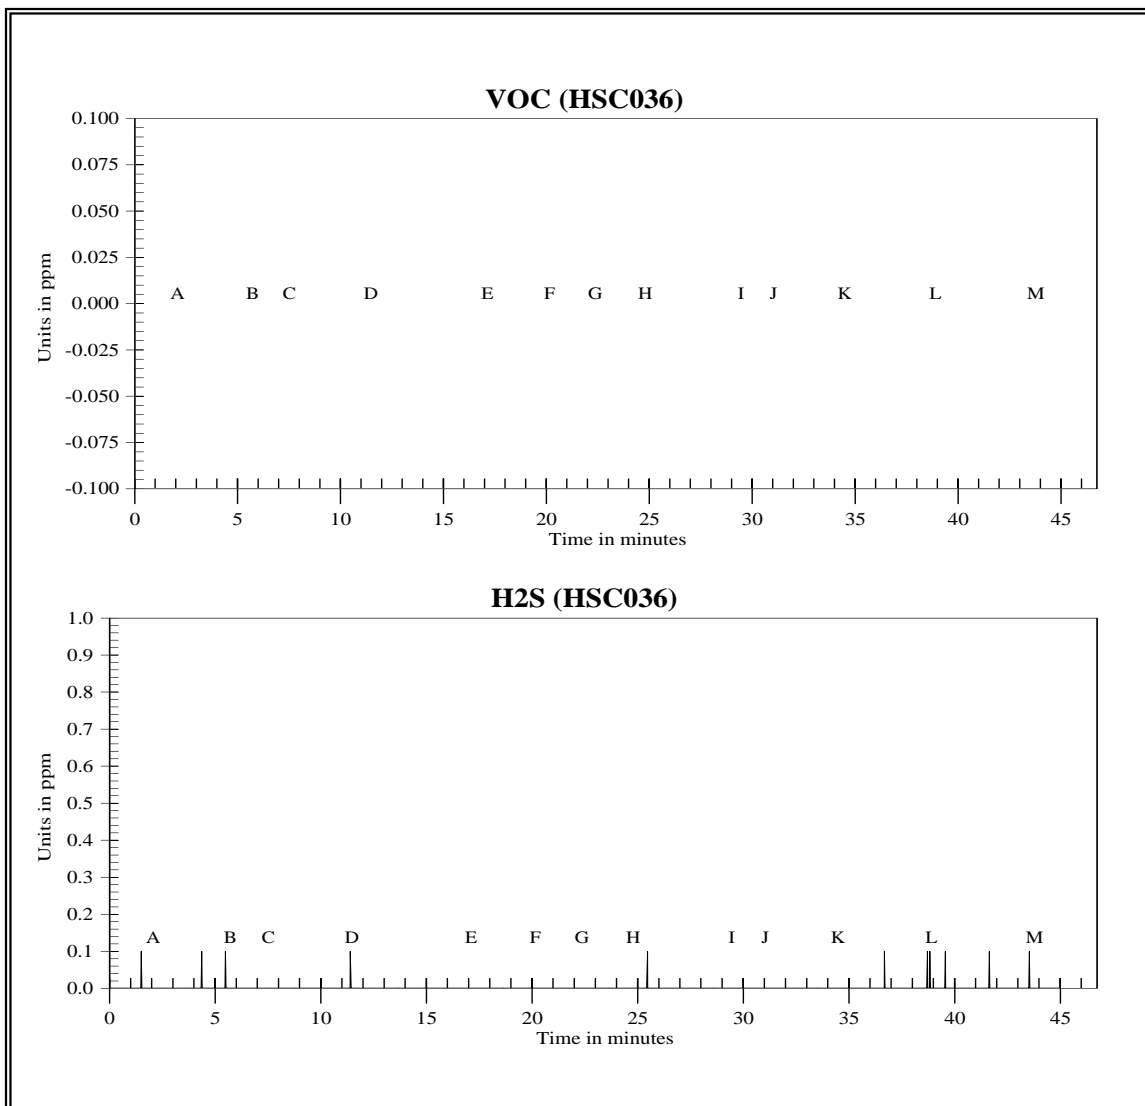 VOC (HSC036)
0.100
0.075
0.050
0.025
0.000
-0.025
-0.050
-0.075
-0.100
Units in ppm
A B C D E F G H I J K L M
0 5 10 15 20 25 30 35 40 45
Time in minutes
H2S (HSC036)
1.0
0.9
0.8
0.7
0.6
0.5
0.4
0.3
0.2
0.1
0.0
Units in ppm
A B C D E F G H I J K L M
0 5 10 15 20 25 30 35 40 45
Time in minutes